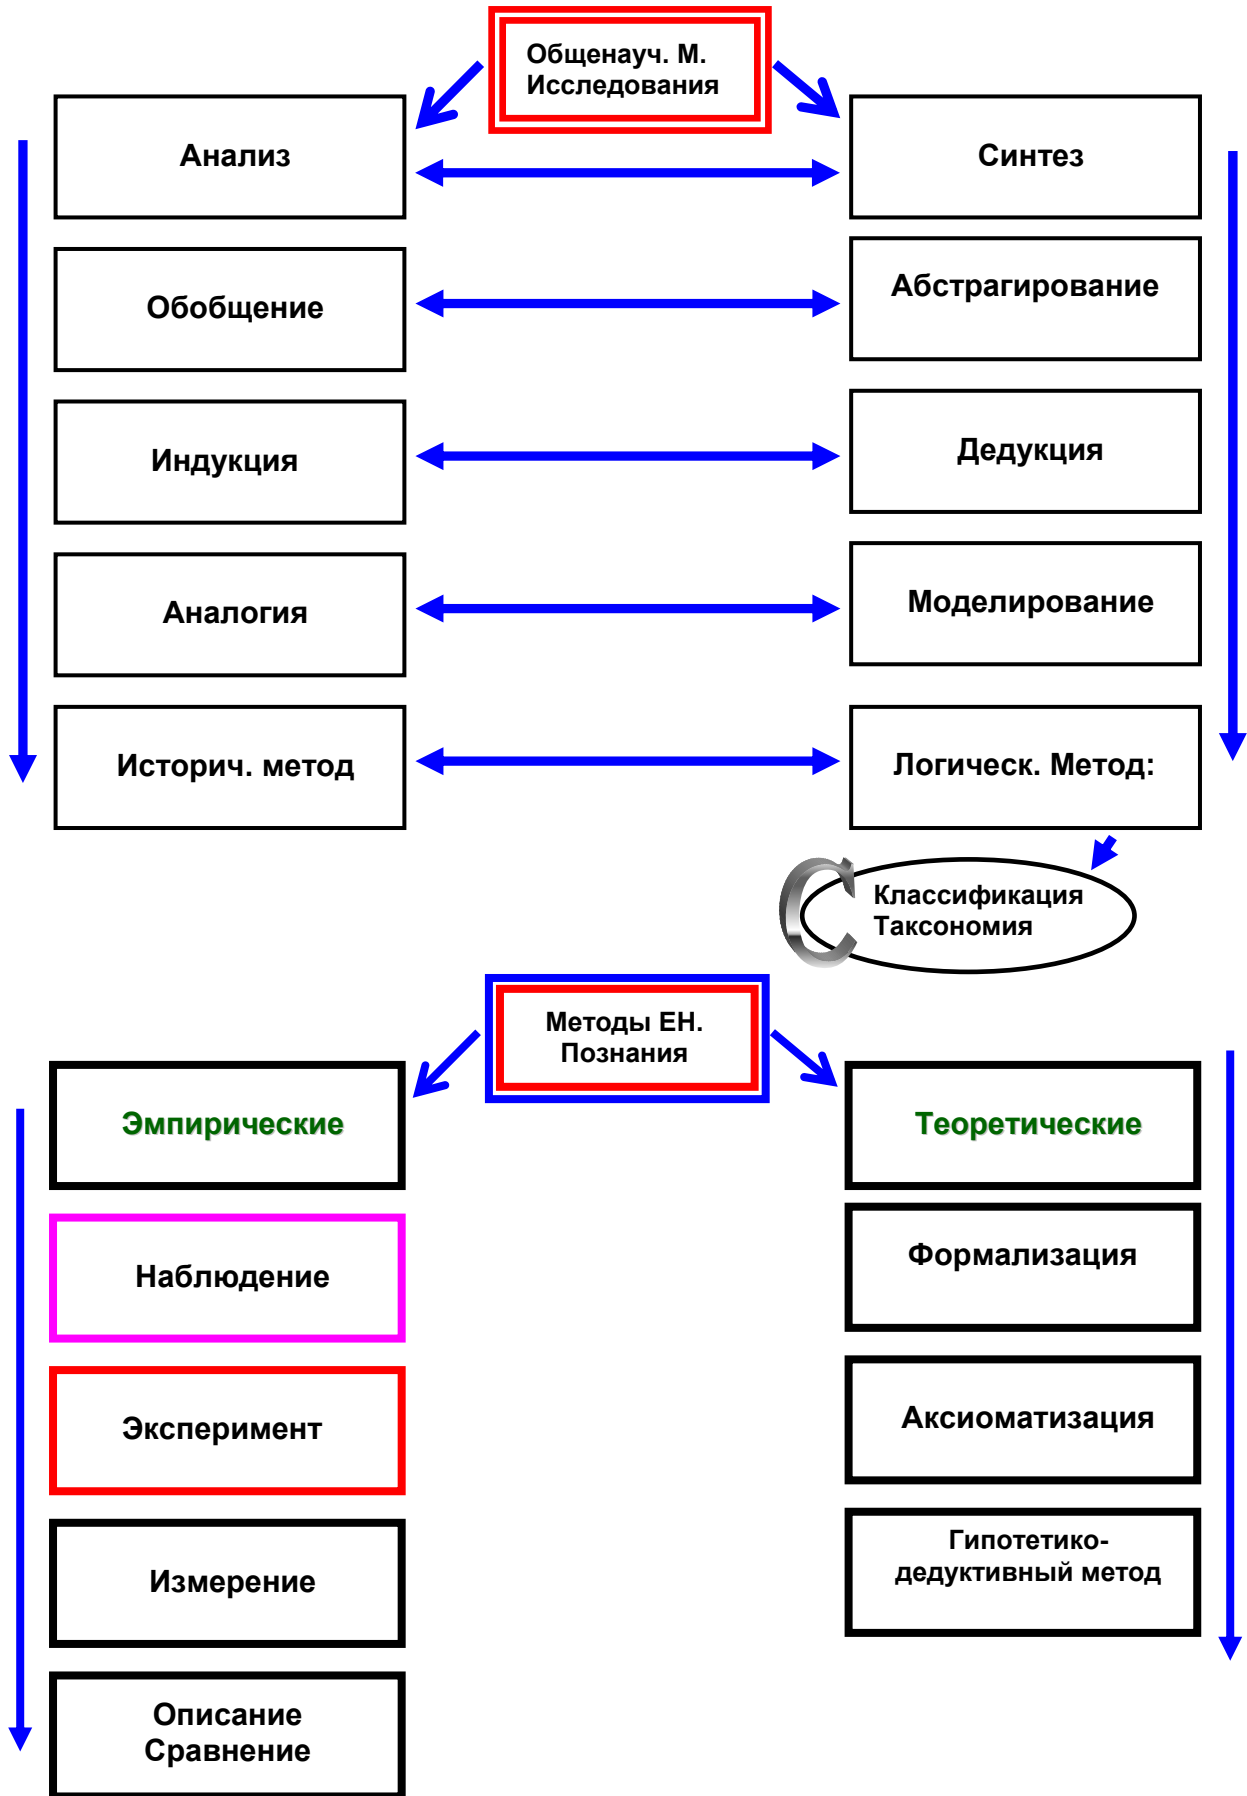 Общенауч. М.
Исследования
Анализ
Синтез
Обобщение
Абстрагирование
Индукция
Дедукция
Аналогия
Моделирование
Историч. метод
Логическ. Метод:
С
Классификация
Таксономия
Методы ЕН.
Познания
Эмпирические
Теоретические
Наблюдение
Формализация
Эксперимент
Аксиоматизация
Измерение
Гипотетико-
дедуктивный метод
Описание
Сравнение